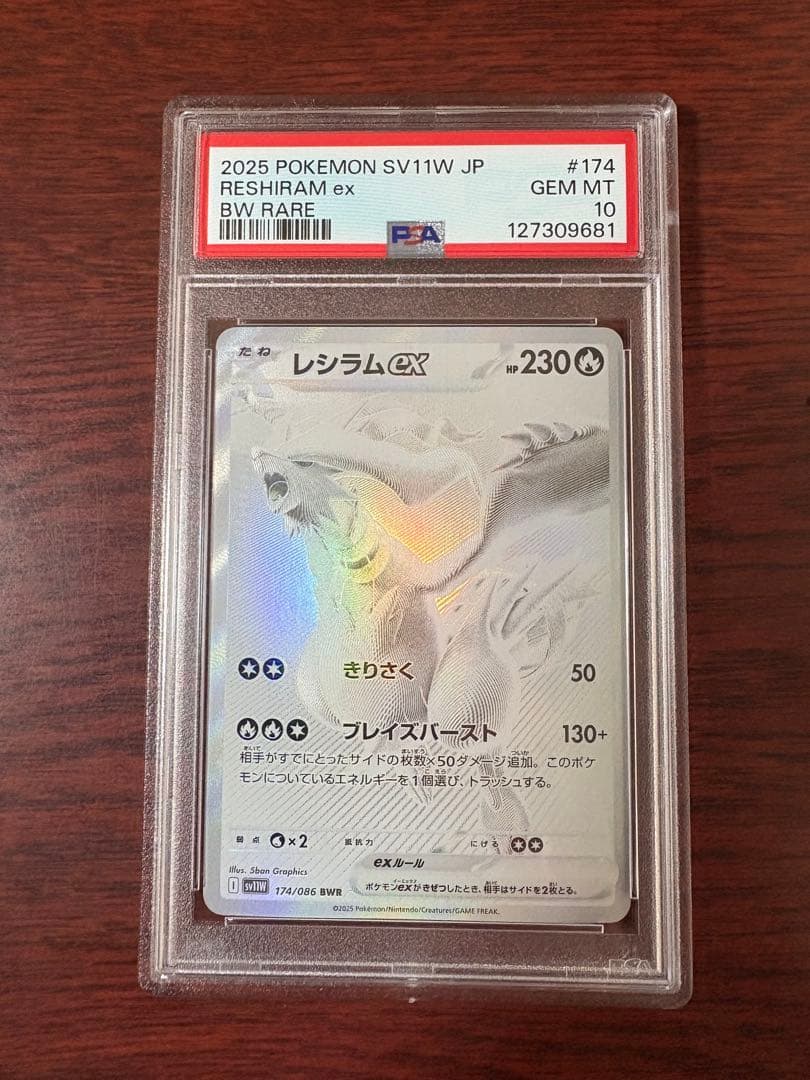 2025 POKEMON SV11W JP #174
RESHIRAM ex GEM MT
BW RARE 10
PSA 127309681
たね レシラムex HP 230
きりさく 50
ブレイズバースト 130+
相手がすでにとったサイドの枚数×50ダメージ追加。このポケ
モンについているエネルギーを1個選び、トラッシュする。
弱点 ×2 抵抗力 にげる
exルール
Illus. 5ban Graphics
ポケモンexがきぜつしたとき、相手はサイドを2枚とる。
I sv11W 174/086 BWR
©2025 Pokémon/Nintendo/Creatures/GAME FREAK.